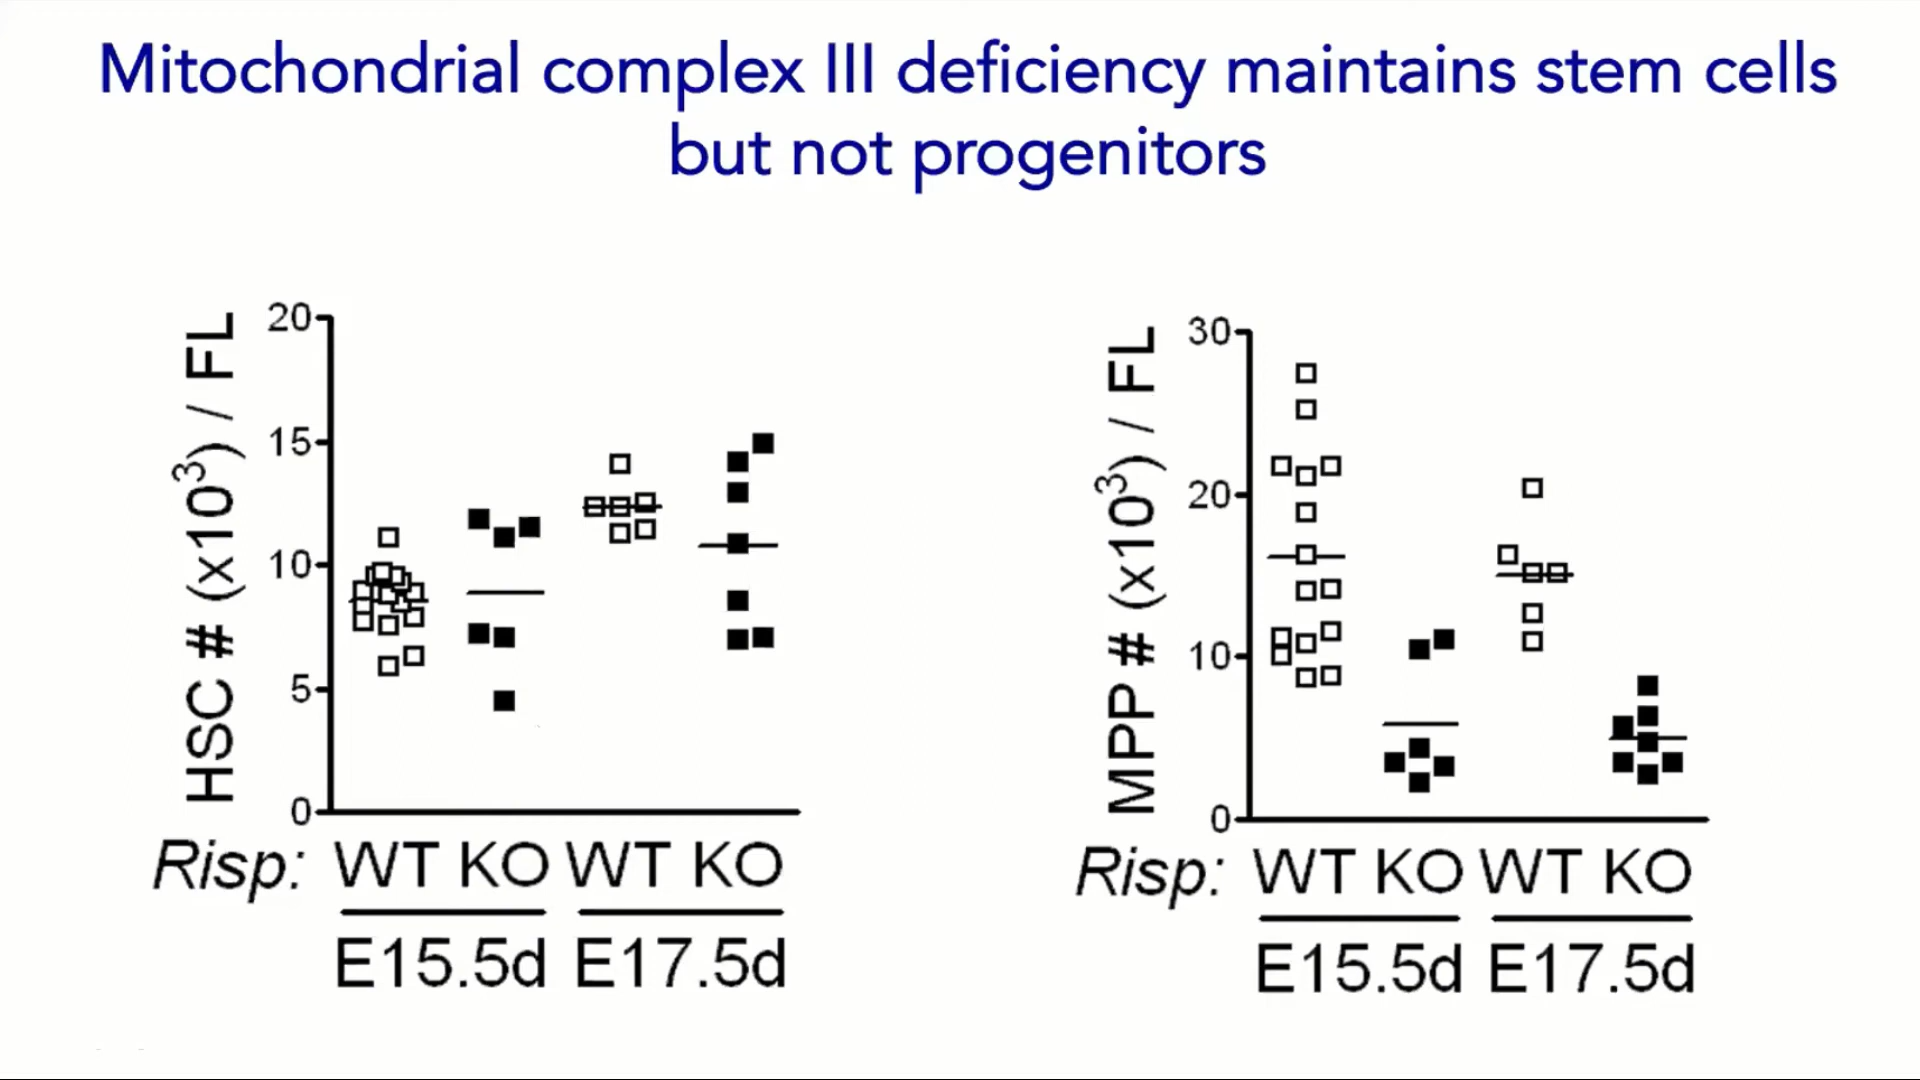 Mitochondrial complex III deficiency maintains stem cells
but not progenitors
HSC # (x10³) / FL
20
15
10
5
0
Risp: WT KO WT KO
E15.5d E17.5d
MPP # (x10³) / FL
30
20
10
0
Risp: WT KO WT KO
E15.5d E17.5d